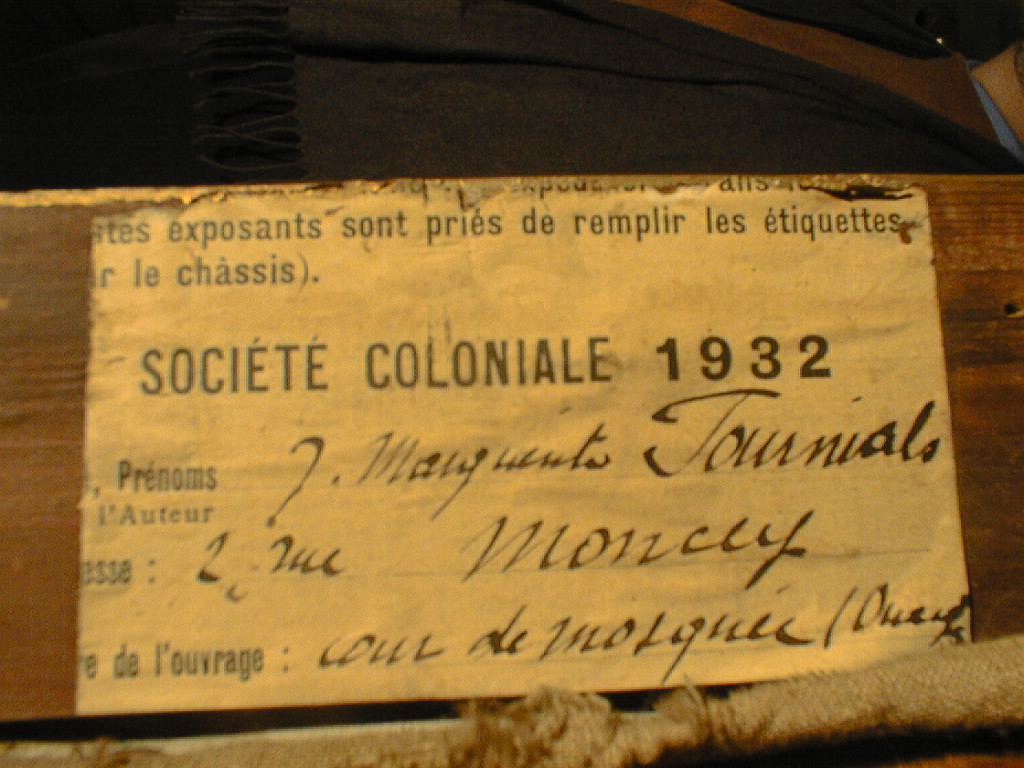 stes exposants sont priés de remplir les étiquettes
r le châssis).
SOCIÉTÉ COLONIALE 1932
, Prénoms J. Marguerite Tournials
l'Auteur
esse : 2, rue Moncey
e de l'ouvrage : cour de mosquée (